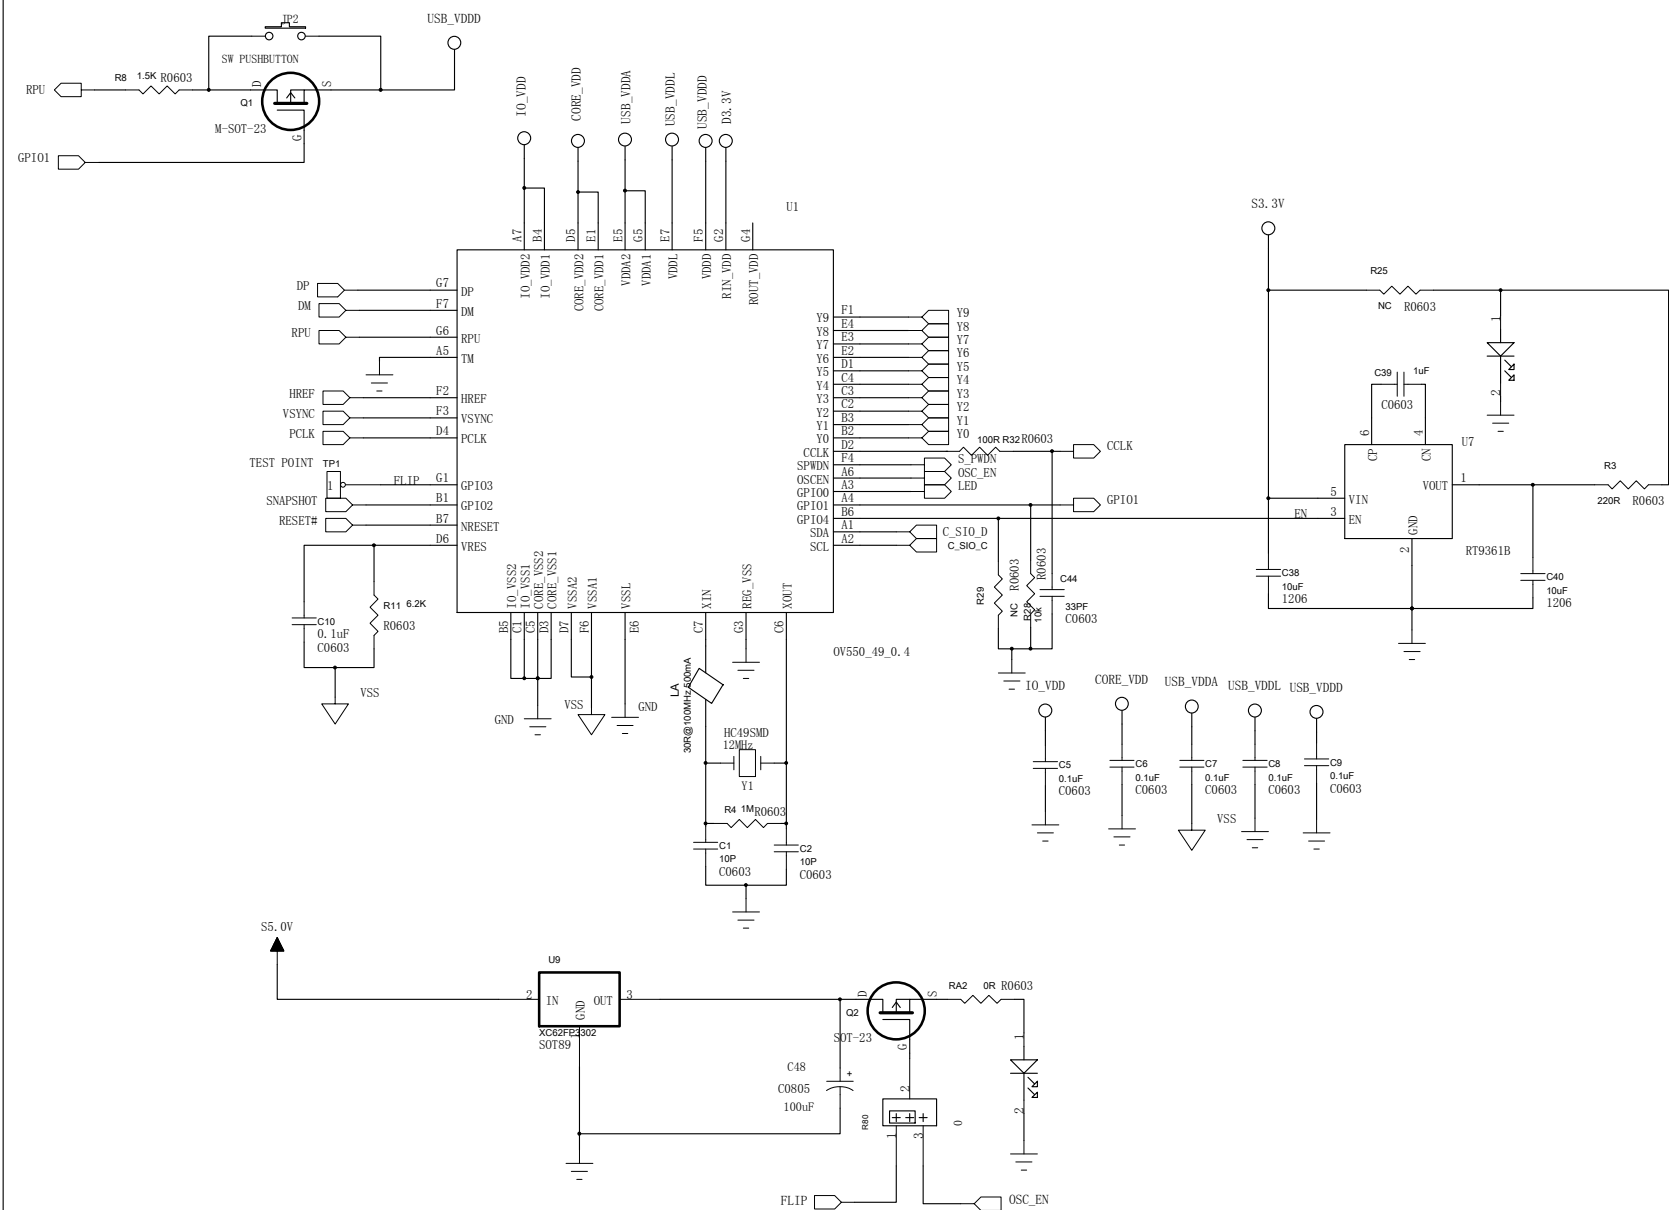 JP2
USB_VDDD
SW PUSHBUTTON
R8 1.5K R0603
D
S
RPU
Q1
M-SOT-23
G
GPIO1
IO_VDD
CORE_VDD
USB_VDDA
USB_VDDL
USB_VDDD
D3.3V
U1
A7
B4
D5
E1
E5
G5
E7
F5
G2
G4
IO_VDD2
IO_VDD1
CORE_VDD2
CORE_VDD1
VDDA2
VDDA1
VDDL
VDDD
RIN_VDD
ROUT_VDD
DP G7 DP
DM F7 DM
RPU G6 RPU
A5 TM
HREF F2 HREF
VSYNC F3 VSYNC
PCLK D4 PCLK
TEST POINT TP1
1 FLIP G1 GPIO3
SNAPSHOT B1 GPIO2
RESET# B7 NRESET
D6 VRES
Y9 F1 Y9
Y8 E4 Y8
Y7 E3 Y7
Y6 E2 Y6
Y5 D1 Y5
Y4 C4 Y4
Y3 C3 Y3
Y2 C2 Y2
Y1 B3 Y1
Y0 B2 Y0
CCLK D2 100R R32 R0603 CCLK
SPWDN F4 S_PWDN
OSCEN A6 OSC_EN
GPIO0 A3 LED
GPIO1 A4 GPIO1
GPIO4 B6
SDA A1 C_SIO_D
SCL A2 C_SIO_C
IO_VSS2
IO_VSS1
CORE_VSS2
CORE_VSS1
VSSA2
VSSA1
VSSL
XIN
REG_VSS
XOUT
B5
C1
C5
D3
D7
F6
E6
C7
G3
C6
OV550_49_0.4
C10
0.1uF
C0603
R11 6.2K
R0603
VSS
GND
VSS
GND
LA
30R@100MHz,500mA
HC49SMD
12MHz
Y1
R4 1M R0603
C1
10P
C0603
C2
10P
C0603
R29
NC
R0603
R28
10k
R0603
C44
33PF
C0603
S3.3V
R25
NC R0603
1
2
C39 1uF
C0603
6
4
U7
CP
CN
5 VIN
EN 3 EN
VOUT 1
GND
2
RT9361B
R3
220R R0603
C38
10uF
1206
C40
10uF
1206
IO_VDD
CORE_VDD
USB_VDDA
USB_VDDL
USB_VDDD
C5
0.1uF
C0603
C6
0.1uF
C0603
C7
0.1uF
C0603
C8
0.1uF
C0603
C9
0.1uF
C0603
VSS
S5.0V
U9
2 IN
OUT 3
GND
1
XC62FP3302
SOT89
D
S
Q2
SOT-23
G
RA2 0R R0603
1
2
C48
C0805
100uF
+
2
R80
+++
0
1
3
FLIP
OSC_EN